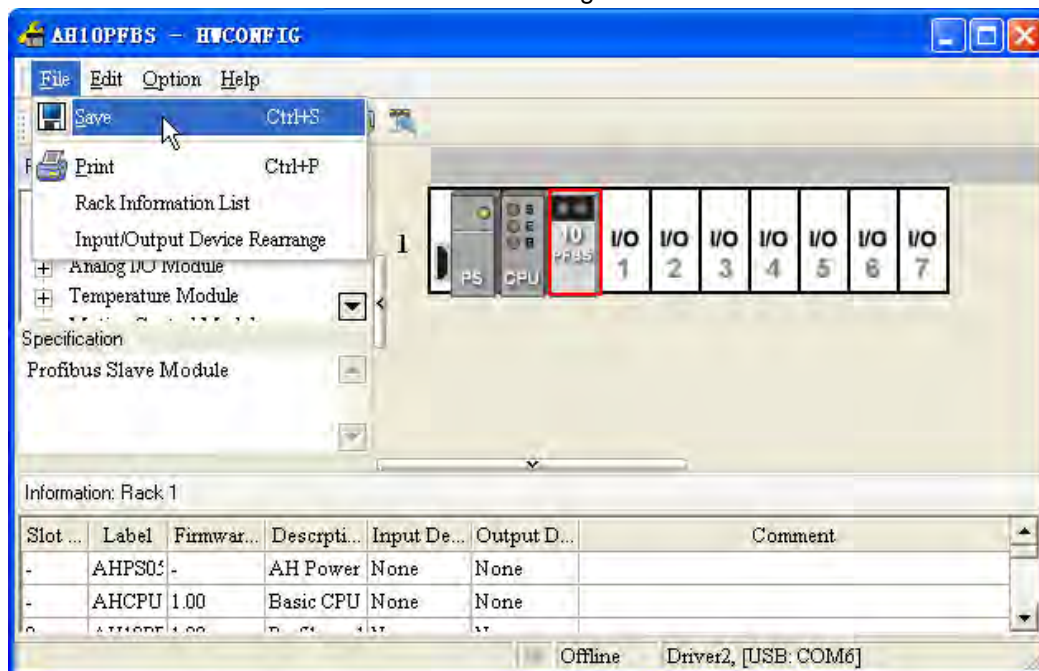 AH10PFBS - HWCONFIG
File Edit Option Help
Save Ctrl+S
Print Ctrl+P
Rack Information List
Input/Output Device Rearrange
Analog I/O Module
Temperature Module
Specification
Profibus Slave Module
1
PS CPU 10 PFBS I/O 1 I/O 2 I/O 3 I/O 4 I/O 5 I/O 6 I/O 7
Information: Rack 1
Slot ... Label Firmwar... Descrpti... Input De... Output D... Comment
- AHPS05 - AH Power None None
- AHCPU 1.00 Basic CPU None None
Offline Driver2, [USB: COM6]